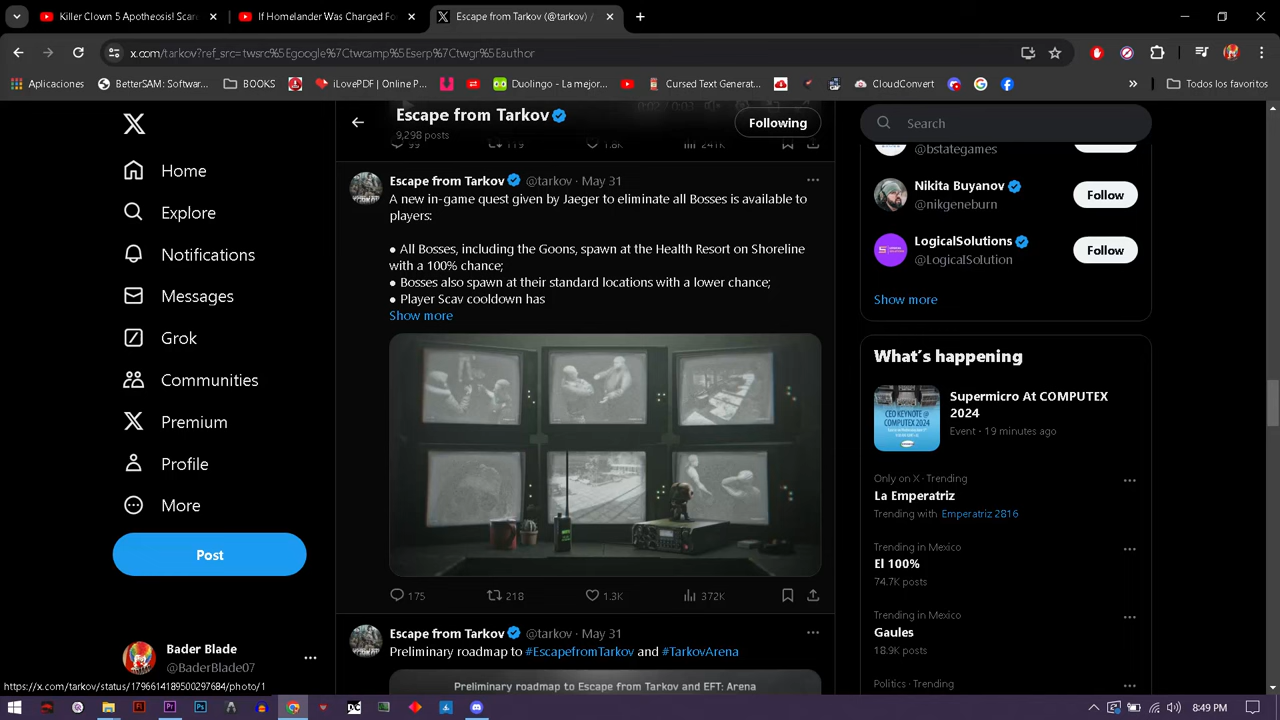 Killer Clown 5 Apotheosis! Scare
If Homelander Was Charged Fo
Escape from Tarkov (@tarkov) /
x.com/tarkov?ref_src=twsrc%5Egoogle%7Ctwcamp%5Eserp%7Ctwgr%5Eauthor
Aplicaciones
BetterSAM: Softwar...
BOOKS
iLovePDF | Online P...
Duolingo - La mejor...
Cursed Text Generat...
CloudConvert
Todos los favoritos
Home
Explore
Notifications
Messages
Grok
Communities
Premium
Profile
More
Post
Bader Blade
@BaderBlade07
https://x.com/tarkov/status/1796614189500297684/photo/1
Escape from Tarkov
9,298 posts
Following
99
119
1.8K
241K
Escape from Tarkov @tarkov · May 31
A new in-game quest given by Jaeger to eliminate all Bosses is available to
players:
● All Bosses, including the Goons, spawn at the Health Resort on Shoreline
with a 100% chance;
● Bosses also spawn at their standard locations with a lower chance;
● Player Scav cooldown has
Show more
175
218
1.3K
372K
Escape from Tarkov @tarkov · May 31
Preliminary roadmap to #EscapefromTarkov and #TarkovArena
Preliminary roadmap to Escape from Tarkov and EFT: Arena
Search
@bstategames
Nikita Buyanov
@nikgeneburn
Follow
LogicalSolutions
@LogicalSolution
Follow
Show more
What's happening
Supermicro At COMPUTEX
2024
Event · 19 minutes ago
Only on X · Trending
La Emperatriz
Trending with Emperatriz 2816
Trending in Mexico
El 100%
74.7K posts
Trending in Mexico
Gaules
18.9K posts
Politics · Trending
8:49 PM